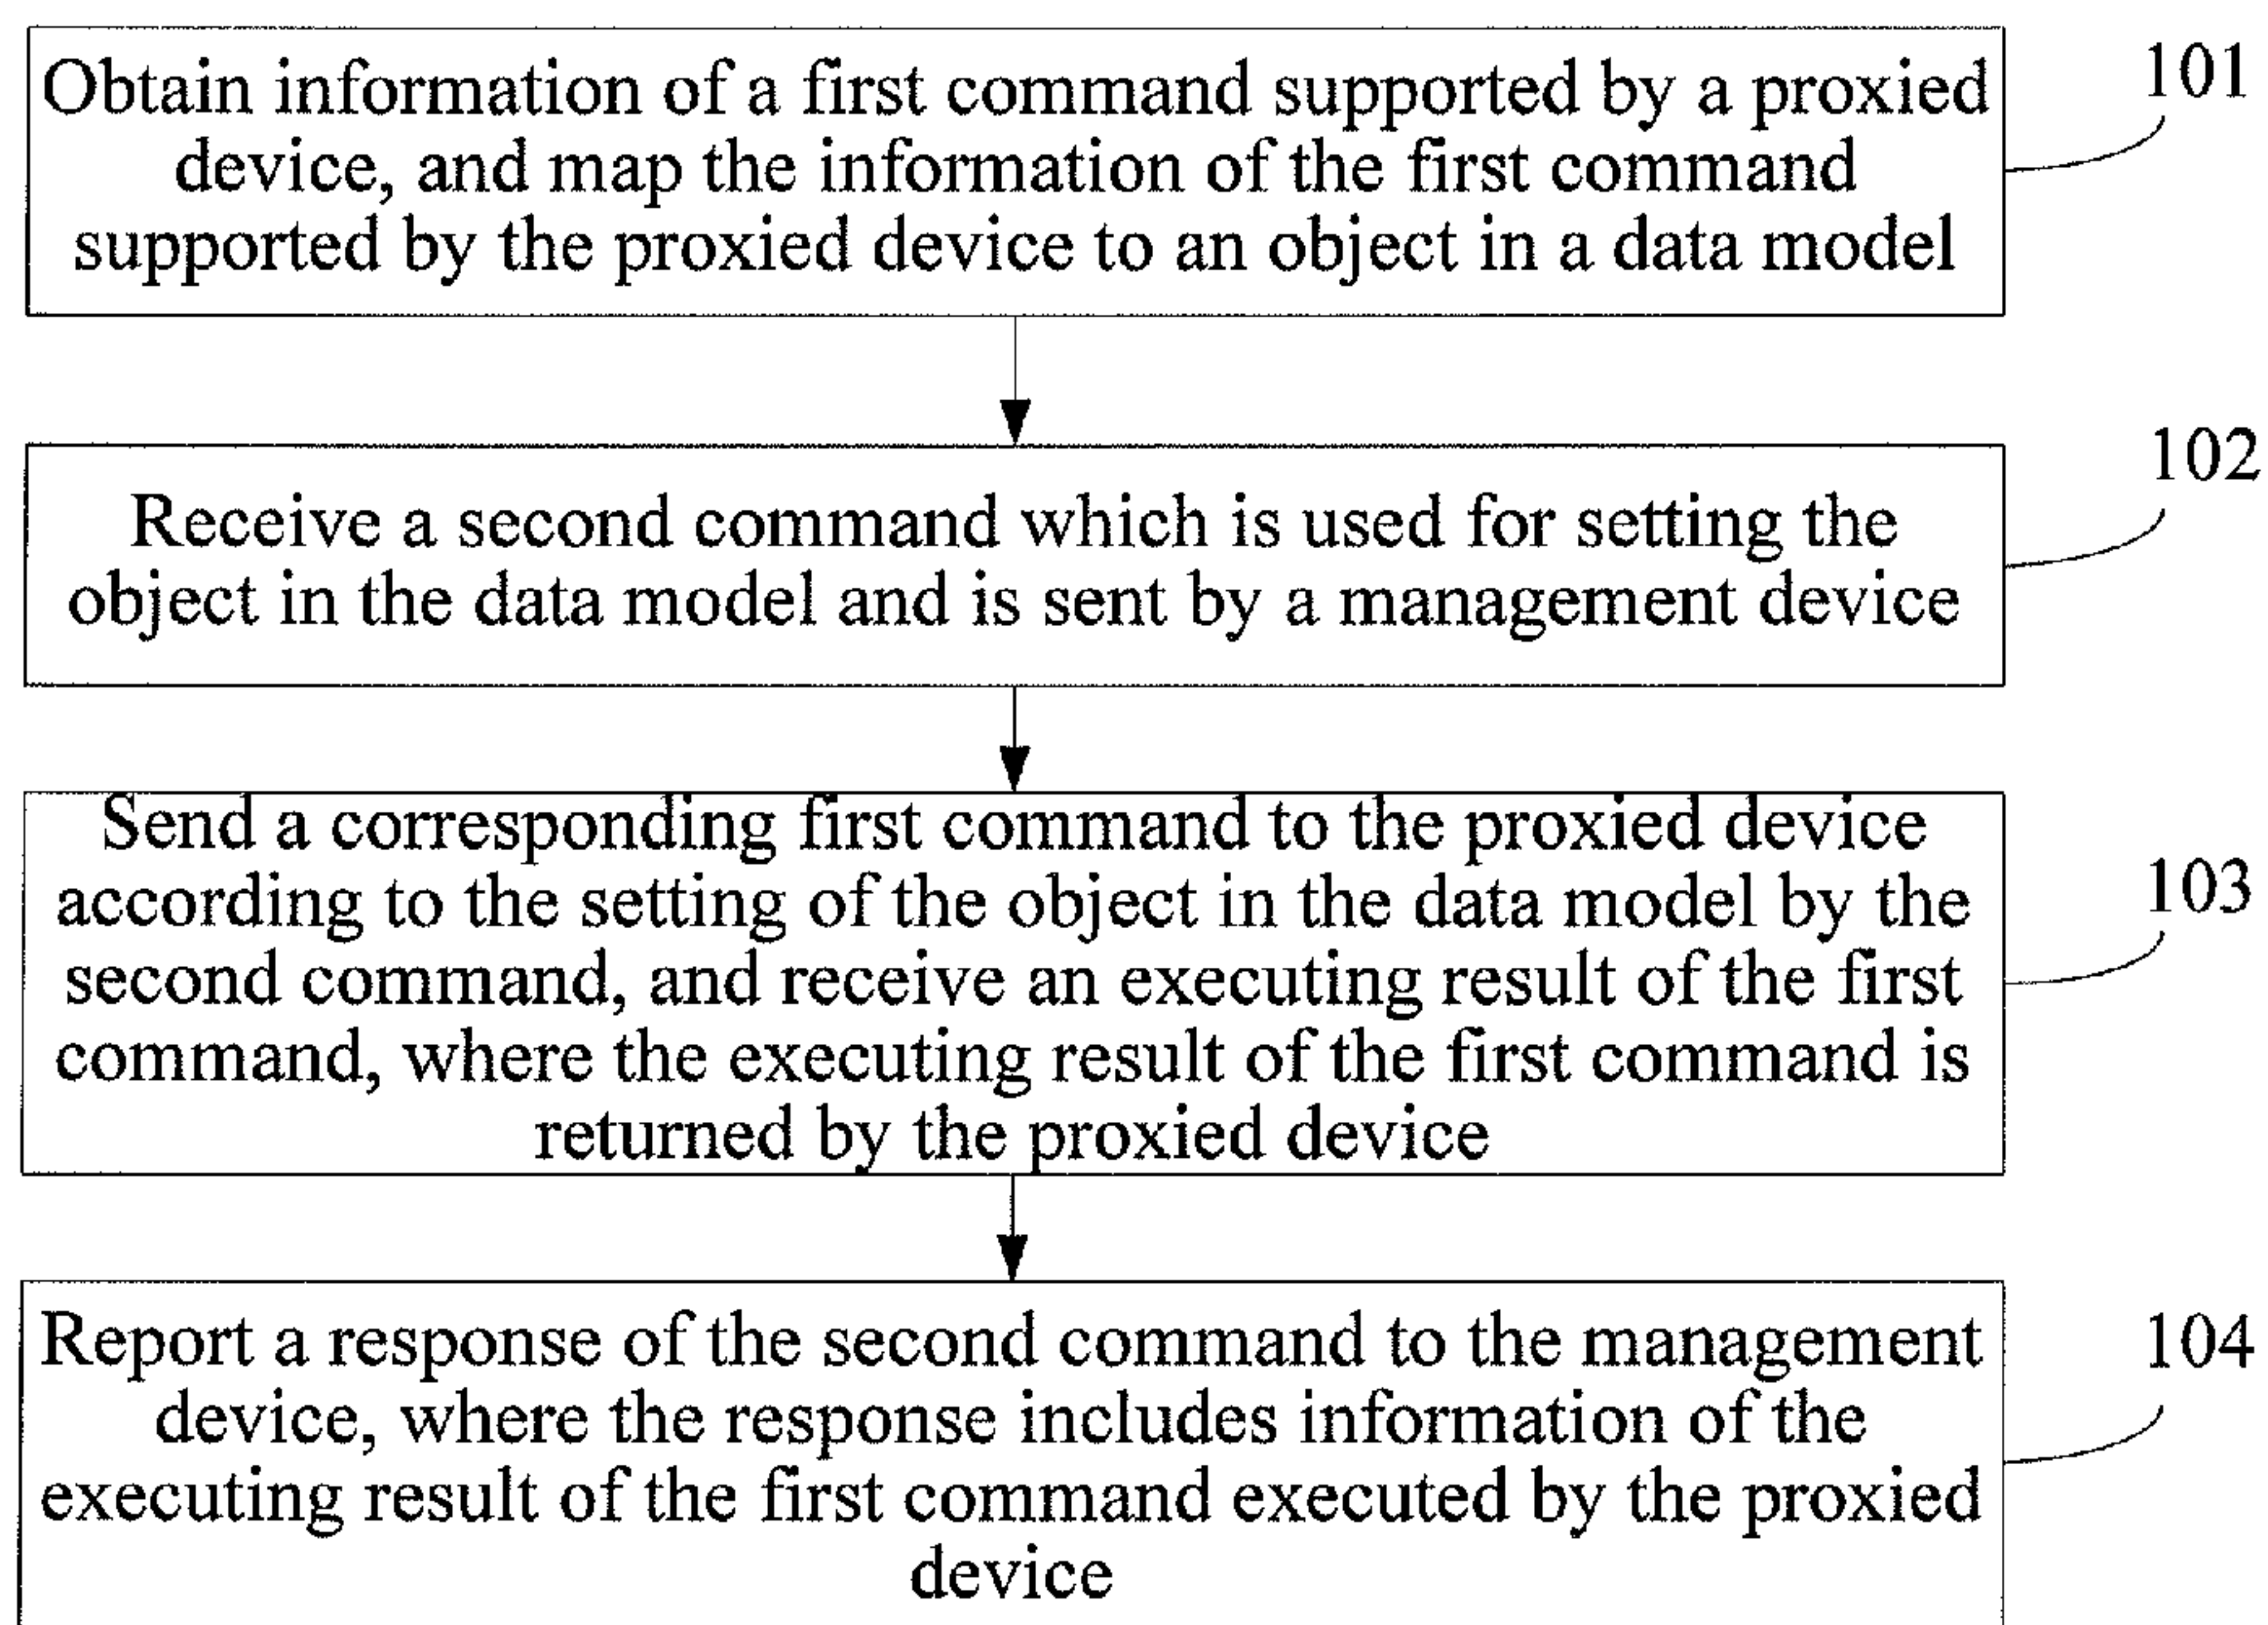 Obtain information of a first command supported by a proxied
device, and map the information of the first command
supported by the proxied device to an object in a data model
101
Receive a second command which is used for setting the
object in the data model and is sent by a management device
102
Send a corresponding first command to the proxied device
according to the setting of the object in the data model by the
second command, and receive an executing result of the first
command, where the executing result of the first command is
returned by the proxied device
103
Report a response of the second command to the management
device, where the response includes information of the
executing result of the first command executed by the proxied
device
104